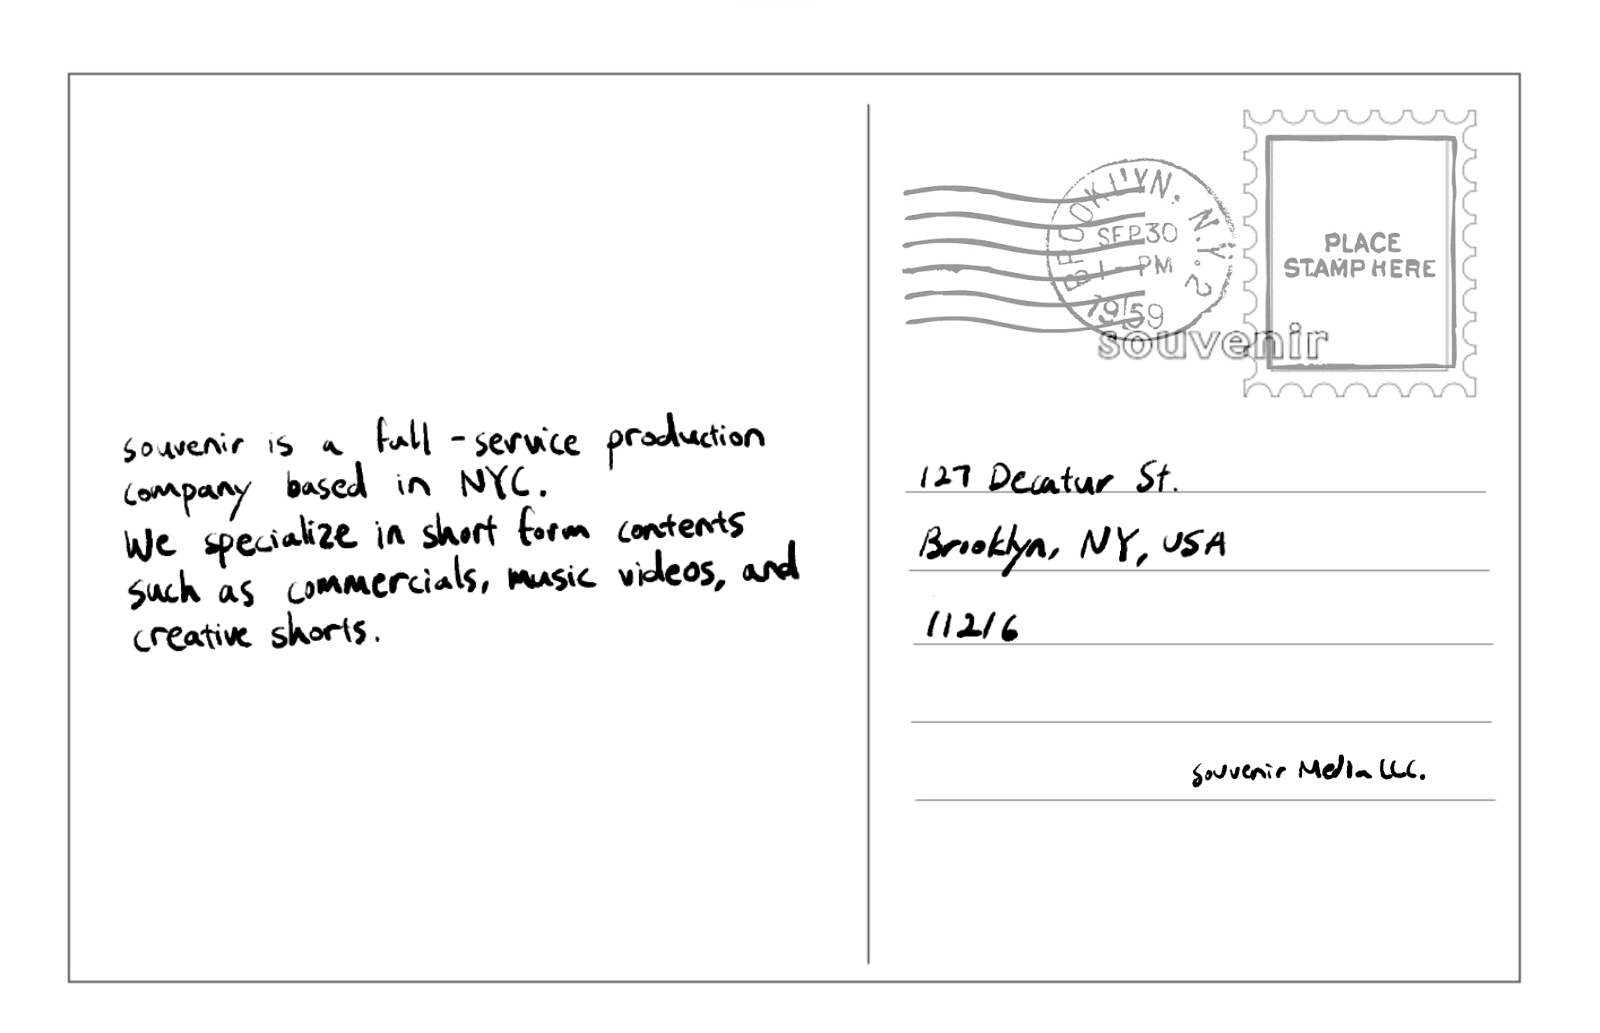 souvenir is a full-service production
company based in NYC.
We specialize in short form contents
such as commercials, music videos, and
creative shorts.
BROOKLYN, N.Y. 2
SEP 30
1 - PM
1959
PLACE
STAMP HERE
souvenir
127 Decatur St.
Brooklyn, NY, USA
11216
souvenir Media LLC.